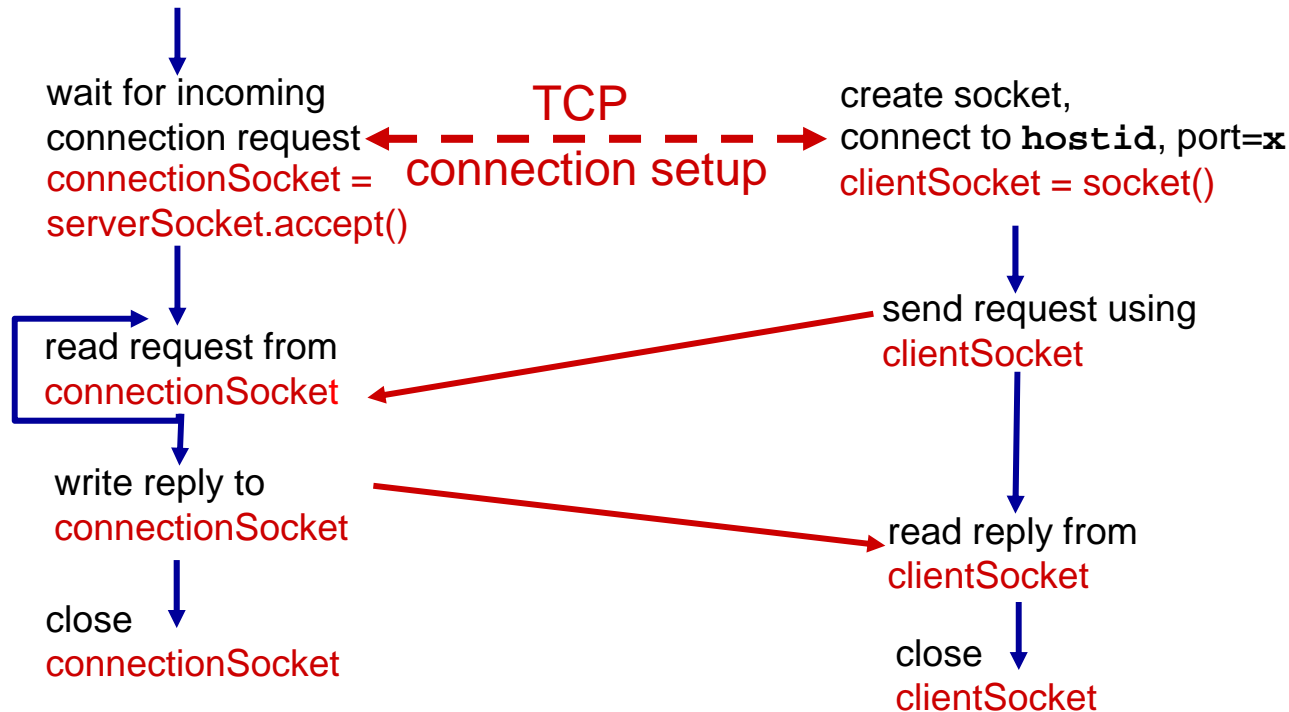 wait for incoming
connection request
connectionSocket =
serverSocket.accept()
TCP
connection setup
create socket,
connect to hostid, port=x
clientSocket = socket()
send request using
clientSocket
read request from
connectionSocket
write reply to
connectionSocket
read reply from
clientSocket
close
connectionSocket
close
clientSocket